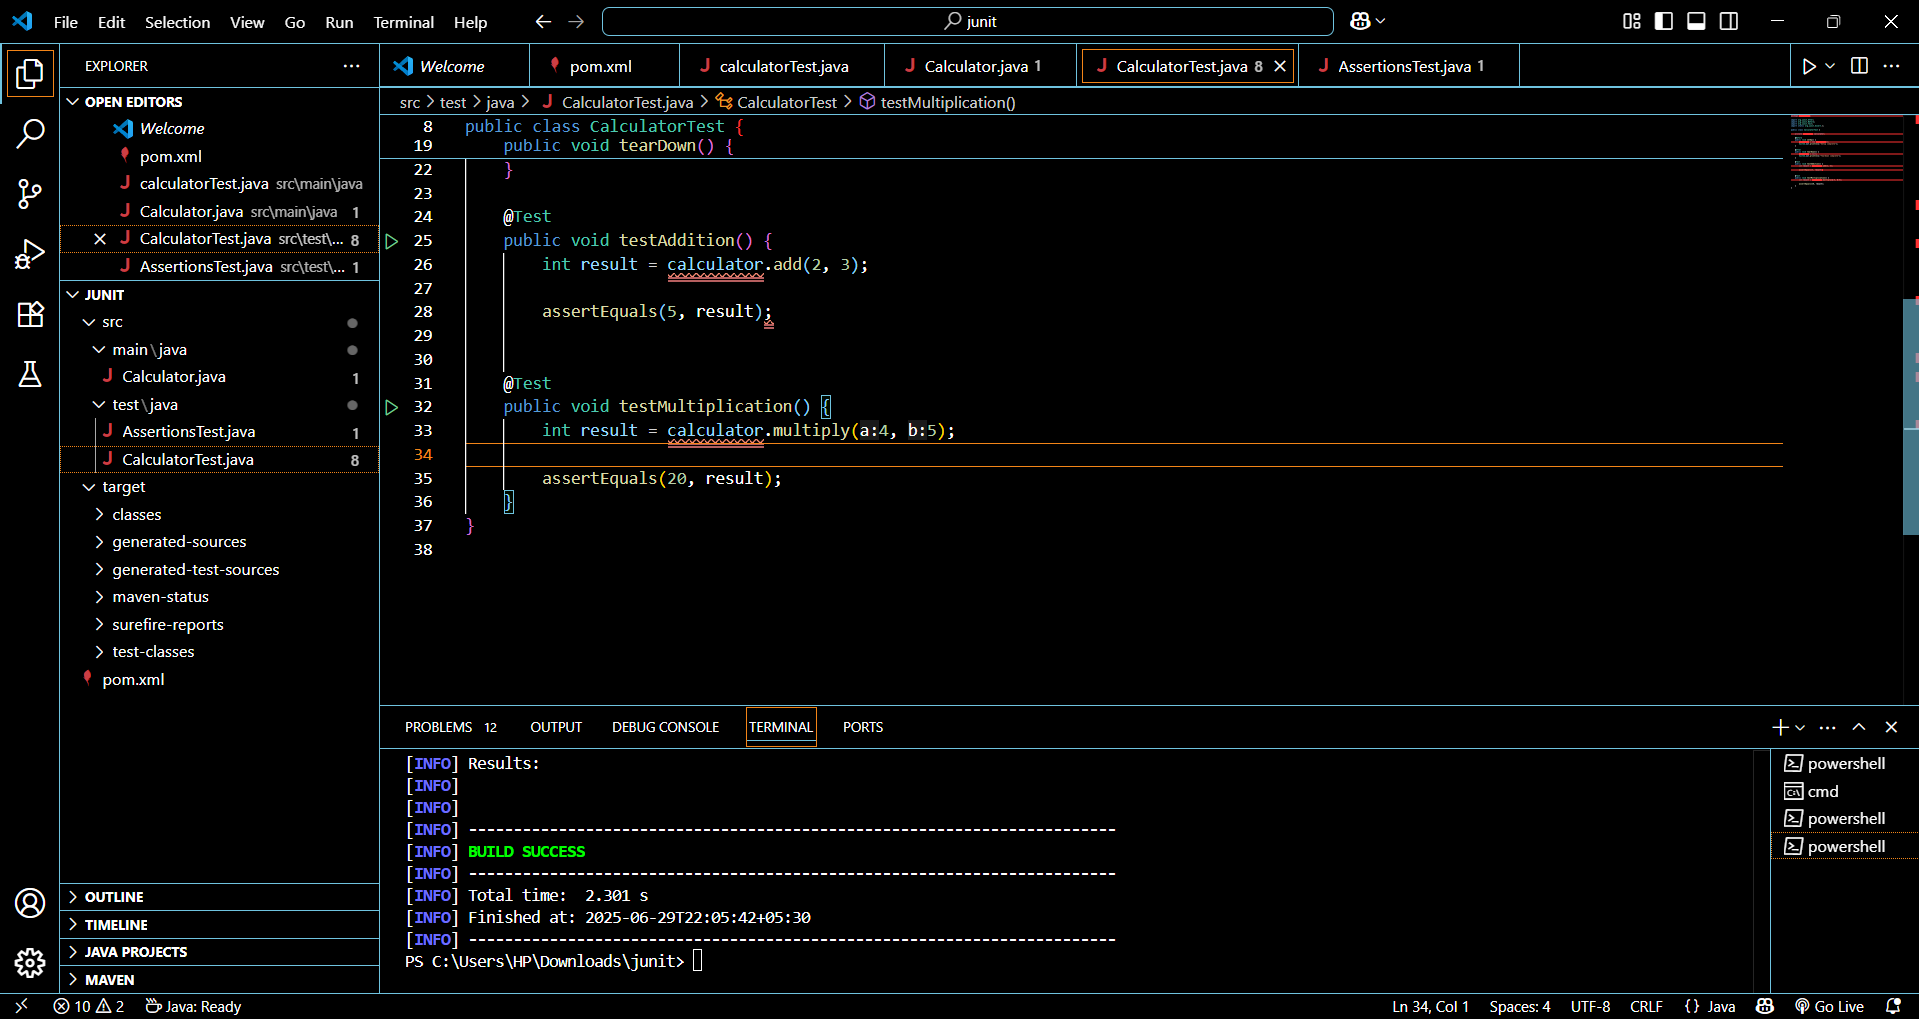 File Edit Selection View Go Run Terminal Help
junit
EXPLORER
OPEN EDITORS
Welcome
pom.xml
calculatorTest.java src\main\java
Calculator.java src\main\java 1
CalculatorTest.java src\test\... 8
AssertionsTest.java src\test\... 1
JUNIT
src
main\java
Calculator.java 1
test\java
AssertionsTest.java 1
CalculatorTest.java 8
target
classes
generated-sources
generated-test-sources
maven-status
surefire-reports
test-classes
pom.xml
OUTLINE
TIMELINE
JAVA PROJECTS
MAVEN
Welcome pom.xml calculatorTest.java Calculator.java 1 CalculatorTest.java 8 AssertionsTest.java 1
src > test > java > CalculatorTest.java > CalculatorTest > testMultiplication()
8 public class CalculatorTest {
19 public void tearDown() {
22 }
23
24 @Test
25 public void testAddition() {
26 int result = calculator.add(2, 3);
27
28 assertEquals(5, result);
29
30
31 @Test
32 public void testMultiplication() {
33 int result = calculator.multiply(a:4, b:5);
34
35 assertEquals(20, result);
36 }
37 }
38
PROBLEMS 12 OUTPUT DEBUG CONSOLE TERMINAL PORTS
[INFO] Results:
[INFO]
[INFO]
[INFO] ------------------------------------------------------------------------
[INFO] BUILD SUCCESS
[INFO] ------------------------------------------------------------------------
[INFO] Total time:  2.301 s
[INFO] Finished at: 2025-06-29T22:05:42+05:30
[INFO] ------------------------------------------------------------------------
PS C:\Users\HP\Downloads\junit>
powershell
cmd
powershell
powershell
10 2 Java: Ready
Ln 34, Col 1 Spaces: 4 UTF-8 CRLF {} Java Go Live